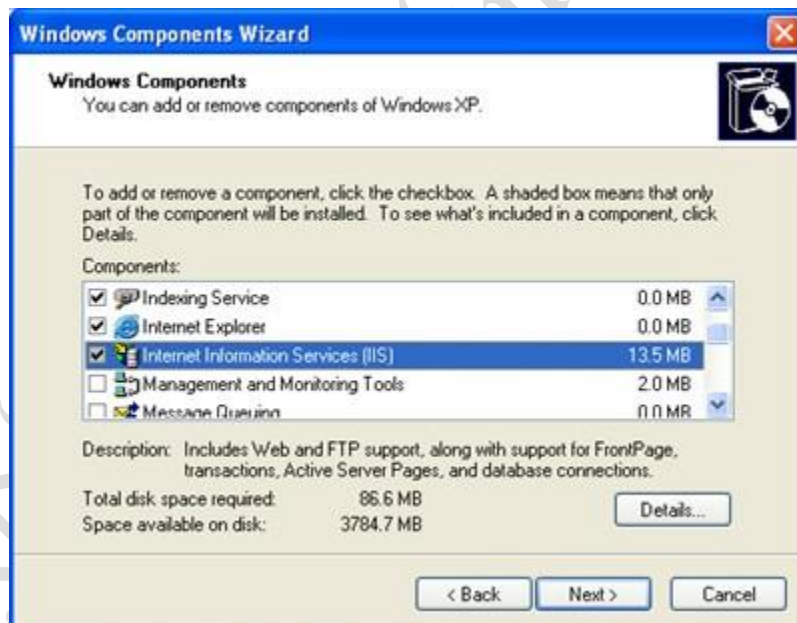 Windows Components Wizard
Windows Components
You can add or remove components of Windows XP.
To add or remove a component, click the checkbox. A shaded box means that only
part of the component will be installed. To see what's included in a component, click
Details.
Components:
Indexing Service 0.0 MB
Internet Explorer 0.0 MB
Internet Information Services (IIS) 13.5 MB
Management and Monitoring Tools 2.0 MB
Message Queuing 0.0 MB
Description: Includes Web and FTP support, along with support for FrontPage,
transactions, Active Server Pages, and database connections.
Total disk space required: 86.6 MB
Space available on disk: 3784.7 MB
Details...
< Back Next > Cancel